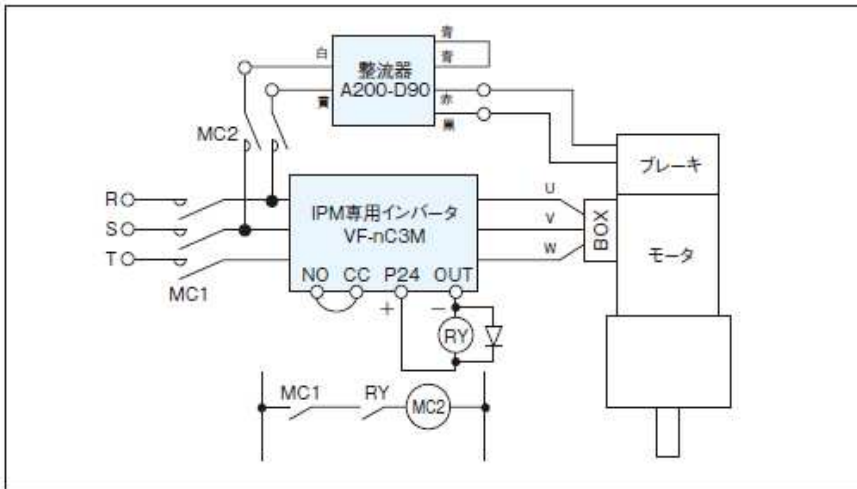 青
白
青
整流器
A200-D90
黄
赤
黒
MC2
ブレーキ
R
U
IPM専用インバータ
S
V
VF-nC3M
BOX
モータ
T
W
NO CC P24 OUT
MC1
+ −
RY
MC1 RY MC2